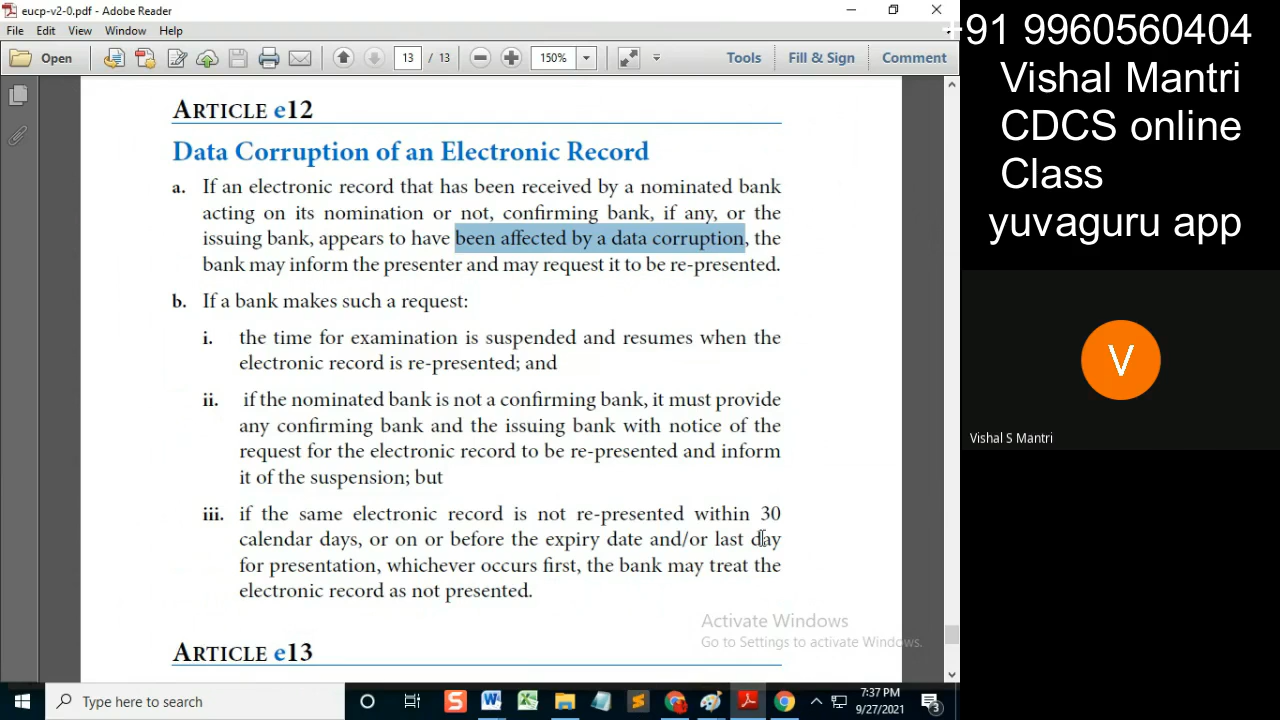 eucp-v2-0.pdf - Adobe Reader
File Edit View Window Help
Open 13 / 13 150% Tools Fill & Sign Comment
+91 9960560404
Vishal Mantri
CDCS online
Class
yuvaguru app
ARTICLE e12
Data Corruption of an Electronic Record
a. If an electronic record that has been received by a nominated bank
acting on its nomination or not, confirming bank, if any, or the
issuing bank, appears to have been affected by a data corruption, the
bank may inform the presenter and may request it to be re-presented.
b. If a bank makes such a request:
i. the time for examination is suspended and resumes when the
electronic record is re-presented; and
ii. if the nominated bank is not a confirming bank, it must provide
any confirming bank and the issuing bank with notice of the
request for the electronic record to be re-presented and inform
it of the suspension; but
iii. if the same electronic record is not re-presented within 30
calendar days, or on or before the expiry date and/or last day
for presentation, whichever occurs first, the bank may treat the
electronic record as not presented.
ARTICLE e13
Activate Windows
Go to Settings to activate Windows.
V
Vishal S Mantri
Type here to search
7:37 PM
9/27/2021
3